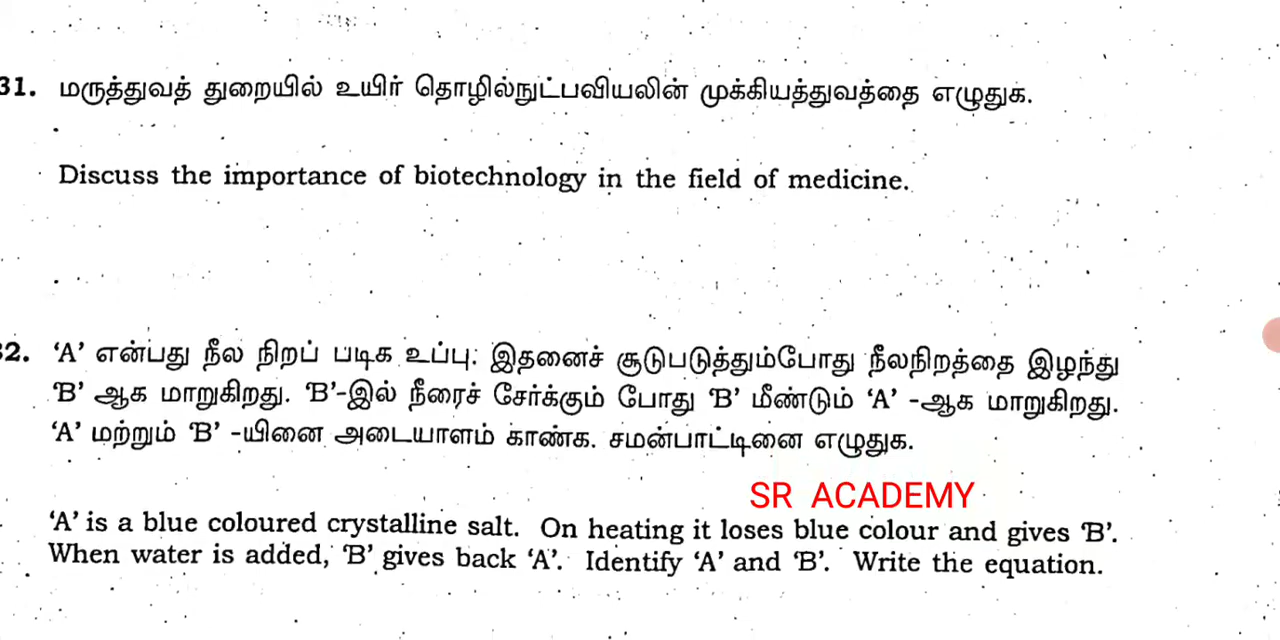 31. மருத்துவத் துறையில் உயிர் தொழில்நுட்பவியலின் முக்கியத்துவத்தை எழுதுக.
Discuss the importance of biotechnology in the field of medicine.
32. 'A' என்பது நீல நிறப் படிக உப்பு. இதனைச் சூடுபடுத்தும்போது நீலநிறத்தை இழந்து
'B' ஆக மாறுகிறது. 'B'-இல் நீரைச் சேர்க்கும் போது 'B' மீண்டும் 'A' -ஆக மாறுகிறது.
'A' மற்றும் 'B' -யினை அடையாளம் காண்க. சமன்பாட்டினை எழுதுக.
SR ACADEMY
'A' is a blue coloured crystalline salt. On heating it loses blue colour and gives 'B'.
When water is added, 'B' gives back 'A'. Identify 'A' and 'B'. Write the equation.